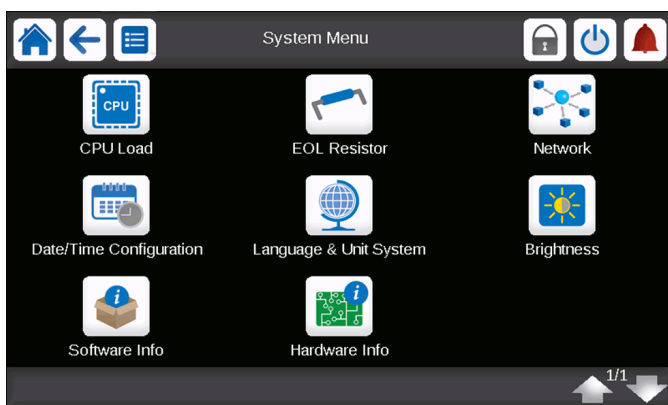 System Menu
CPU
CPU Load
EOL Resistor
Network
Date/Time Configuration
Language & Unit System
Brightness
i
Software Info
i
Hardware Info
1/1